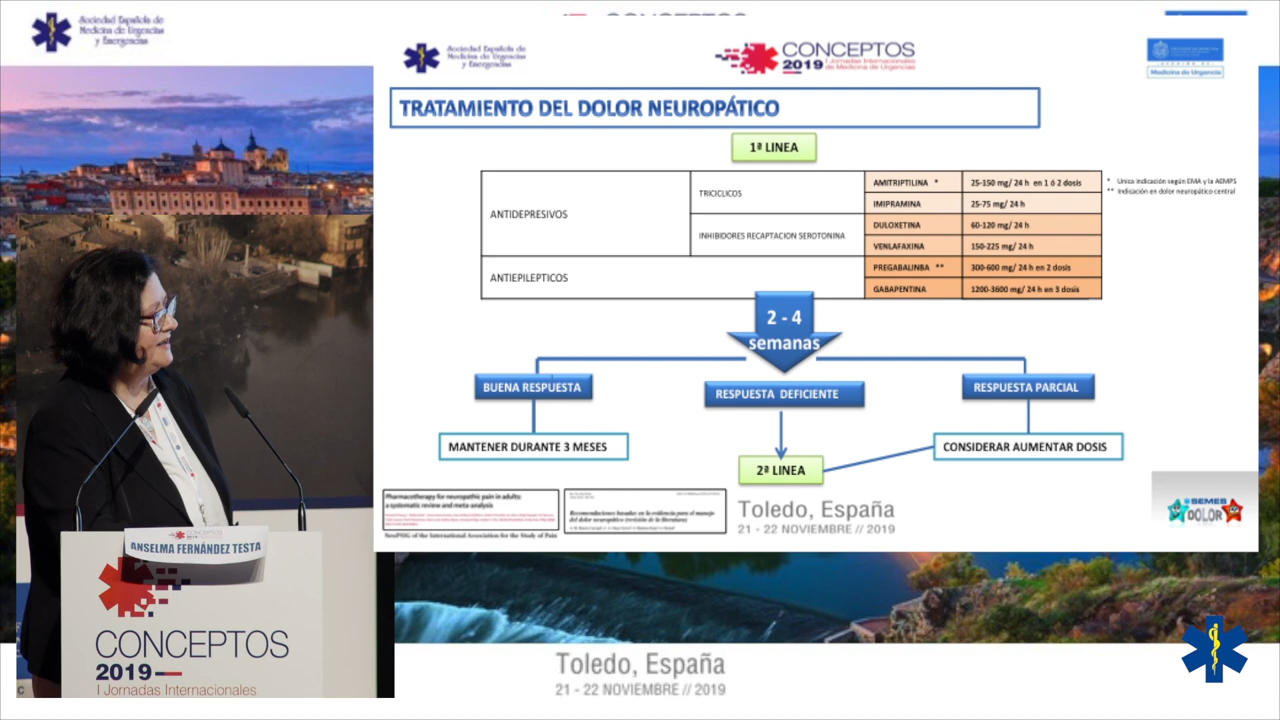 Sociedad Española de
Medicina de Urgencias
y Emergencias
Sociedad Española de
Medicina de Urgencias
y Emergencias
CONCEPTOS
2019 I Jornadas Internacionales
de Medicina de Urgencias
Medicina de Urgencia
TRATAMIENTO DEL DOLOR NEUROPÁTICO
1ª LINEA
ANTIDEPRESIVOS
TRICICLICOS
AMITRIPTILINA *
25-150 mg/ 24 h en 1 ó 2 dosis
IMIPRAMINA
25-75 mg/ 24 h
INHIBIDORES RECAPTACION SEROTONINA
DULOXETINA
60-120 mg/ 24 h
VENLAFAXINA
150-225 mg/ 24 h
ANTIEPILEPTICOS
PREGABALINBA **
300-600 mg/ 24 h en 2 dosis
GABAPENTINA
1200-3600 mg/ 24 h en 3 dosis
* Unica indicación según EMA y la AEMPS
** Indicación en dolor neuropático central
2 - 4
semanas
BUENA RESPUESTA
RESPUESTA DEFICIENTE
RESPUESTA PARCIAL
MANTENER DURANTE 3 MESES
CONSIDERAR AUMENTAR DOSIS
2ª LINEA
Pharmacotherapy for neuropathic pain in adults:
a systematic review and meta-analysis
NeuPSIG of the International Association for the Study of Pain
Recomendaciones basadas en la evidencia para el manejo
del dolor neuropático (revisión de la literatura)
Toledo, España
21 - 22 NOVIEMBRE // 2019
SEMES
DOLOR
ANSELMA FERNÁNDEZ TESTA
CONCEPTOS
2019
I Jornadas Internacionales
Toledo, España
21 - 22 NOVIEMBRE // 2019